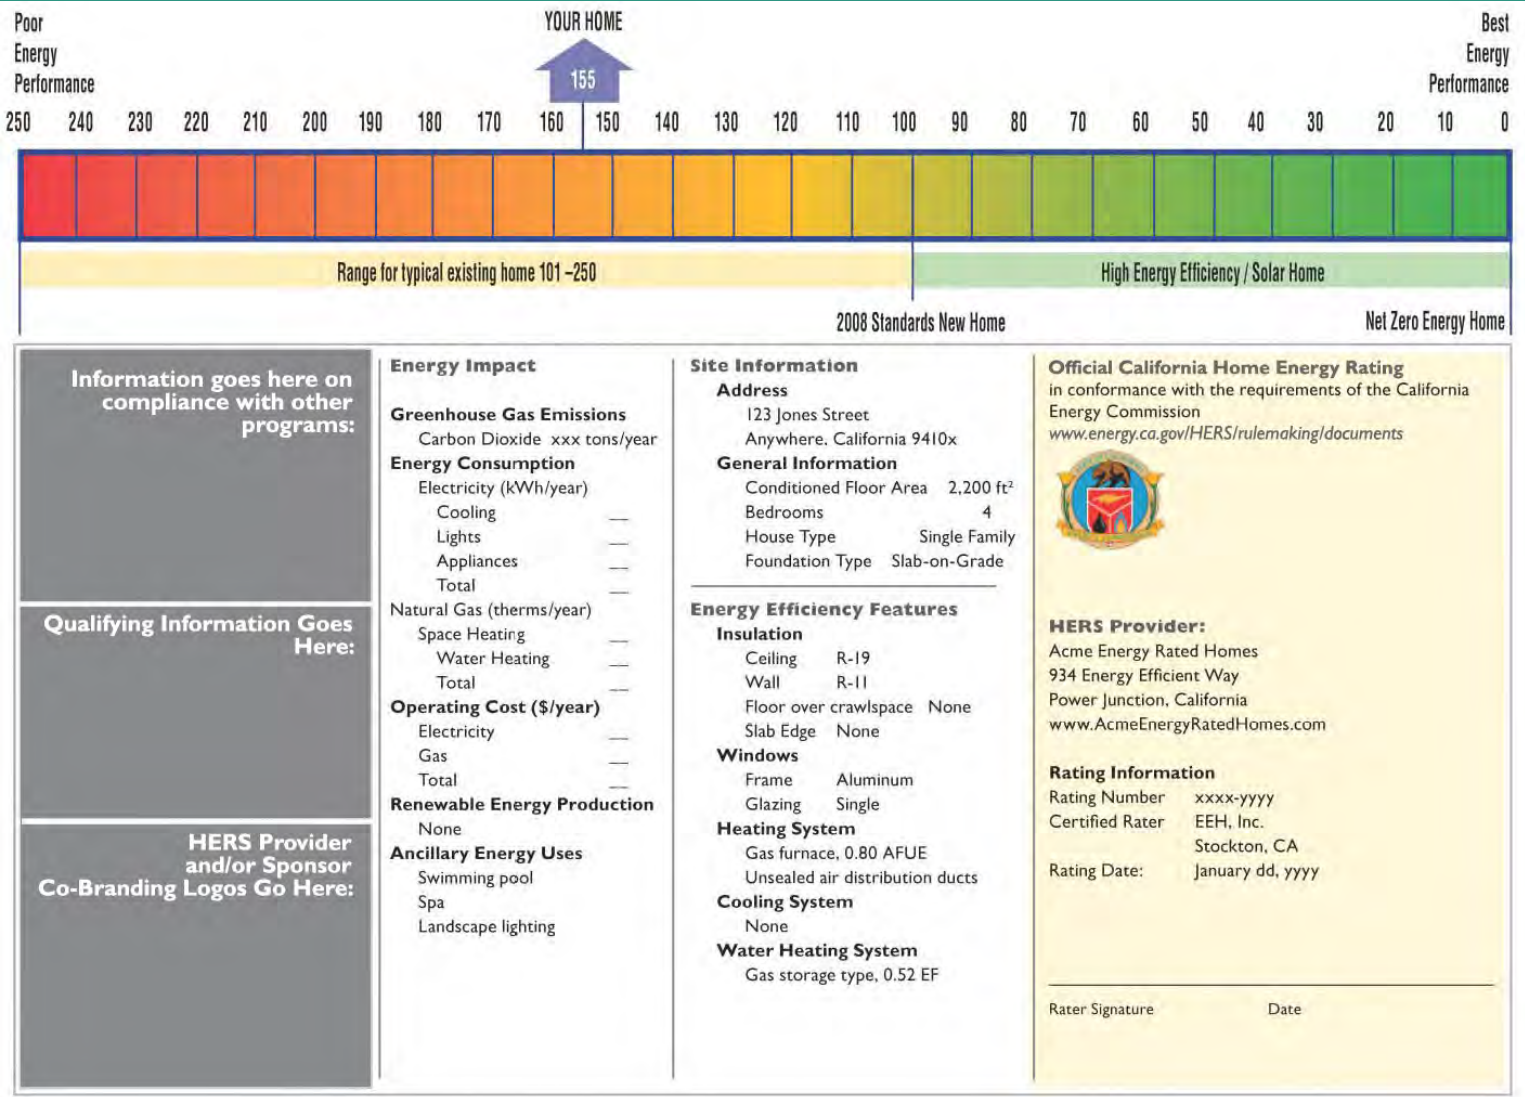 Poor
Energy
Performance
YOUR HOME
155
Best
Energy
Performance
250 240 230 220 210 200 190 180 170 160 150 140 130 120 110 100 90 80 70 60 50 40 30 20 10 0
Range for typical existing home 101 –250
High Energy Efficiency / Solar Home
2008 Standards New Home
Net Zero Energy Home
Information goes here on
compliance with other
programs:
Qualifying Information Goes
Here:
HERS Provider
and/or Sponsor
Co-Branding Logos Go Here:
Energy Impact
Greenhouse Gas Emissions
Carbon Dioxide xxx tons/year
Energy Consumption
Electricity (kWh/year)
Cooling __
Lights __
Appliances __
Total __
Natural Gas (therms/year)
Space Heating __
Water Heating __
Total __
Operating Cost ($/year)
Electricity __
Gas __
Total __
Renewable Energy Production
None
Ancillary Energy Uses
Swimming pool
Spa
Landscape lighting
Site Information
Address
123 Jones Street
Anywhere. California 9410x
General Information
Conditioned Floor Area 2,200 ft²
Bedrooms 4
House Type Single Family
Foundation Type Slab-on-Grade
Energy Efficiency Features
Insulation
Ceiling R-19
Wall R-11
Floor over crawlspace None
Slab Edge None
Windows
Frame Aluminum
Glazing Single
Heating System
Gas furnace, 0.80 AFUE
Unsealed air distribution ducts
Cooling System
None
Water Heating System
Gas storage type, 0.52 EF
Official California Home Energy Rating
in conformance with the requirements of the California
Energy Commission
www.energy.ca.gov/HERS/rulemaking/documents
HERS Provider:
Acme Energy Rated Homes
934 Energy Efficient Way
Power Junction, California
www.AcmeEnergyRatedHomes.com
Rating Information
Rating Number xxxx-yyyy
Certified Rater EEH, Inc.
Stockton, CA
Rating Date: January dd, yyyy
Rater Signature Date